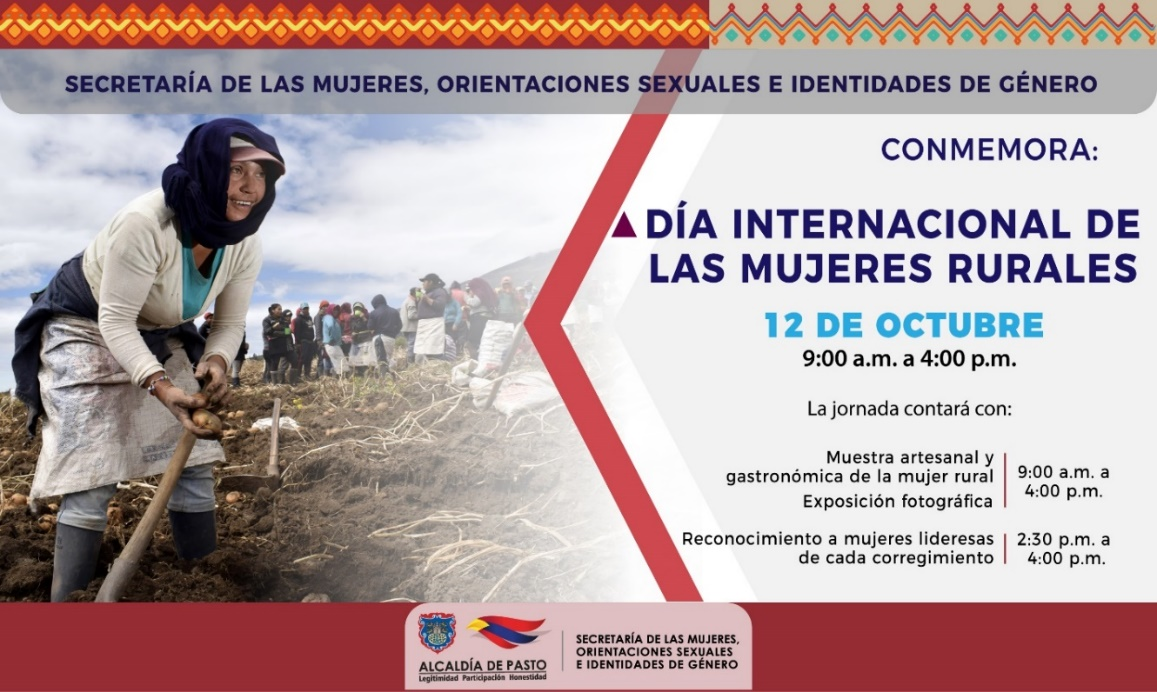 SECRETARÍA DE LAS MUJERES, ORIENTACIONES SEXUALES E IDENTIDADES DE GÉNERO
CONMEMORA:
DÍA INTERNACIONAL DE
LAS MUJERES RURALES
12 DE OCTUBRE
9:00 a.m. a 4:00 p.m.
La jornada contará con:
Muestra artesanal y
gastronómica de la mujer rural
Exposición fotográfica
9:00 a.m. a
4:00 p.m.
Reconocimiento a mujeres lideresas
de cada corregimiento
2:30 p.m. a
4:00 p.m.
ALCALDÍA DE PASTO
Legitimidad Participación Honestidad
SECRETARÍA DE LAS MUJERES,
ORIENTACIONES SEXUALES
E IDENTIDADES DE GÉNERO